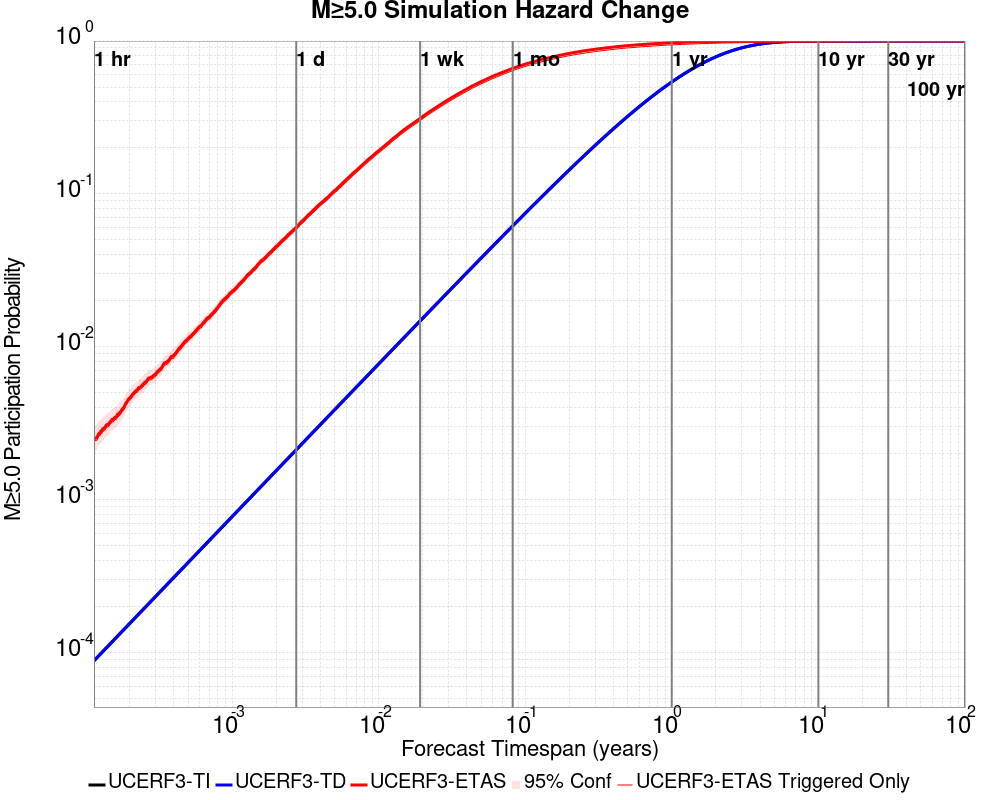 M≥5.0 Simulation Hazard Change
10^0
1 hr
1 d
1 wk
1 mo
1 yr
10 yr
30 yr
100 yr
10^-1
10^-2
10^-3
10^-4
M≥5.0 Participation Probability
10^-3
10^-2
10^-1
10^0
10^1
10^2
Forecast Timespan (years)
UCERF3-TI UCERF3-TD UCERF3-ETAS 95% Conf UCERF3-ETAS Triggered Only